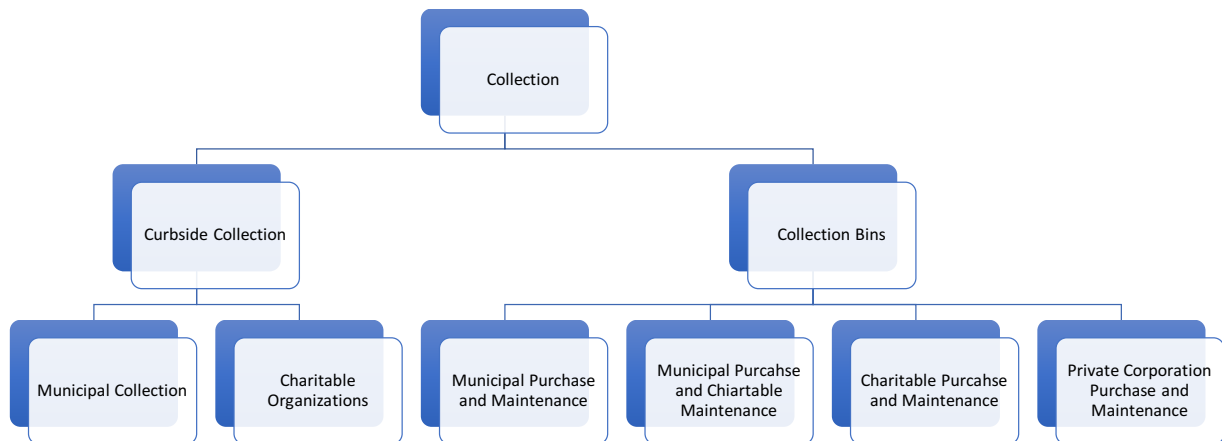 Collection
Curbside Collection
Collection Bins
Municipal Collection
Charitable
Organizations
Municipal Purchase
and Maintenance
Municipal Purcahse
and Chiartable
Maintenance
Charitable Purcahse
and Maintenance
Private Corporation
Purchase and
Maintenance